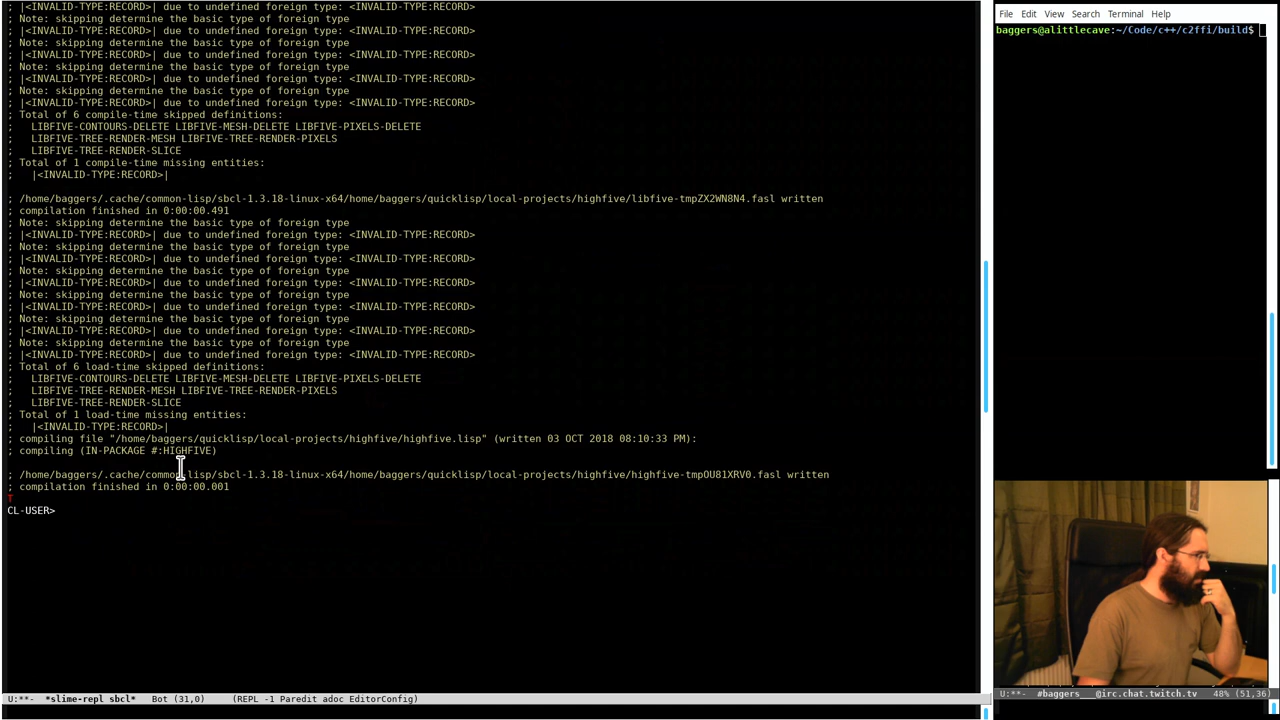 ; |<INVALID-TYPE:RECORD>| due to undefined foreign type: <INVALID-TYPE:RECORD>
; Note: skipping determine the basic type of foreign type
; |<INVALID-TYPE:RECORD>| due to undefined foreign type: <INVALID-TYPE:RECORD>
; Note: skipping determine the basic type of foreign type
; |<INVALID-TYPE:RECORD>| due to undefined foreign type: <INVALID-TYPE:RECORD>
; Note: skipping determine the basic type of foreign type
; |<INVALID-TYPE:RECORD>| due to undefined foreign type: <INVALID-TYPE:RECORD>
; Note: skipping determine the basic type of foreign type
; |<INVALID-TYPE:RECORD>| due to undefined foreign type: <INVALID-TYPE:RECORD>
; Total of 6 compile-time skipped definitions:
;   LIBFIVE-CONTOURS-DELETE LIBFIVE-MESH-DELETE LIBFIVE-PIXELS-DELETE
;   LIBFIVE-TREE-RENDER-MESH LIBFIVE-TREE-RENDER-PIXELS
;   LIBFIVE-TREE-RENDER-SLICE
; Total of 1 compile-time missing entities:
;   |<INVALID-TYPE:RECORD>|
; /home/baggers/.cache/common-lisp/sbcl-1.3.18-linux-x64/home/baggers/quicklisp/local-projects/highfive/libfive-tmpZX2WN8N4.fasl written
; compilation finished in 0:00:00.491
; Note: skipping determine the basic type of foreign type
; |<INVALID-TYPE:RECORD>| due to undefined foreign type: <INVALID-TYPE:RECORD>
; Note: skipping determine the basic type of foreign type
; |<INVALID-TYPE:RECORD>| due to undefined foreign type: <INVALID-TYPE:RECORD>
; Note: skipping determine the basic type of foreign type
; |<INVALID-TYPE:RECORD>| due to undefined foreign type: <INVALID-TYPE:RECORD>
; Note: skipping determine the basic type of foreign type
; |<INVALID-TYPE:RECORD>| due to undefined foreign type: <INVALID-TYPE:RECORD>
; Note: skipping determine the basic type of foreign type
; |<INVALID-TYPE:RECORD>| due to undefined foreign type: <INVALID-TYPE:RECORD>
; Note: skipping determine the basic type of foreign type
; |<INVALID-TYPE:RECORD>| due to undefined foreign type: <INVALID-TYPE:RECORD>
; Total of 6 load-time skipped definitions:
;   LIBFIVE-CONTOURS-DELETE LIBFIVE-MESH-DELETE LIBFIVE-PIXELS-DELETE
;   LIBFIVE-TREE-RENDER-MESH LIBFIVE-TREE-RENDER-PIXELS
;   LIBFIVE-TREE-RENDER-SLICE
; Total of 1 load-time missing entities:
;   |<INVALID-TYPE:RECORD>|
; compiling file "/home/baggers/quicklisp/local-projects/highfive/highfive.lisp" (written 03 OCT 2018 08:10:33 PM):
; compiling (IN-PACKAGE #:HIGHFIVE)
; /home/baggers/.cache/common-lisp/sbcl-1.3.18-linux-x64/home/baggers/quicklisp/local-projects/highfive/highfive-tmpOU81XRV0.fasl written
; compilation finished in 0:00:00.001
T
CL-USER>
U:**-  *slime-repl sbcl*   Bot (31,0)     (REPL -1 Paredit adoc EditorConfig)
File Edit View Search Terminal Help
baggers@alittlecave:~/Code/c++/c2ffi/build$
U:**-  #baggers___@irc.chat.twitch.tv   48% (51,36)